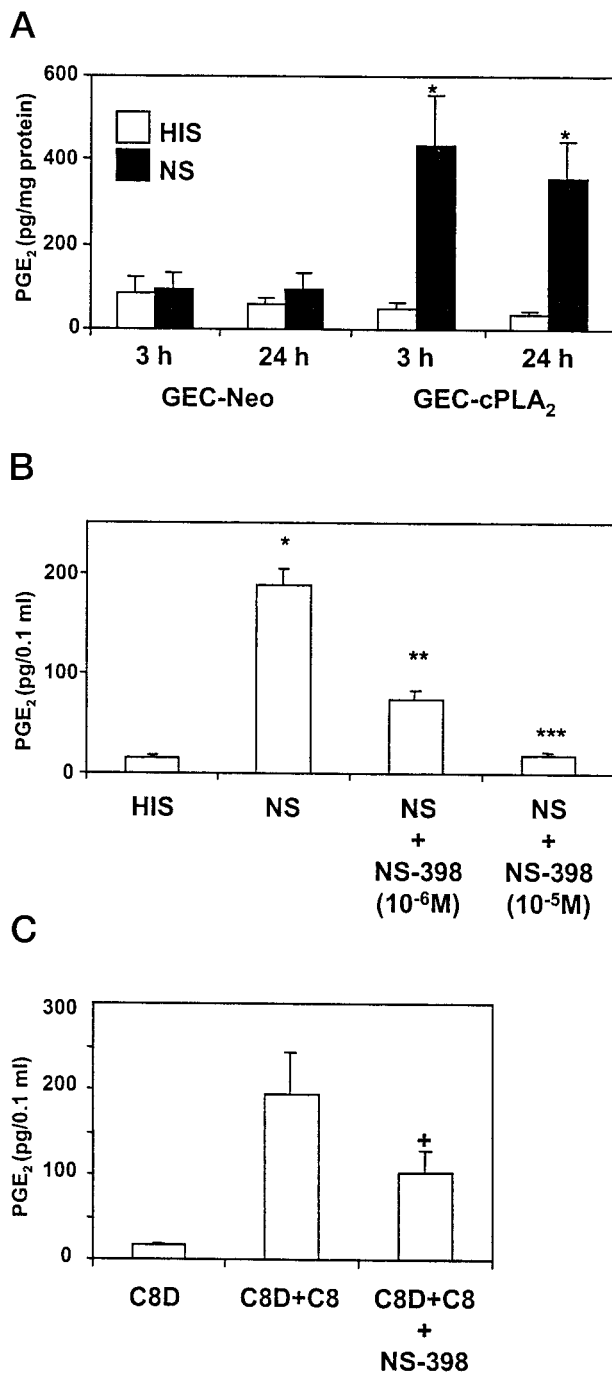 A
PGE₂ (pg/mg protein)
600
400
200
0
HIS
NS
*
*
3 h
24 h
3 h
24 h
GEC-Neo
GEC-cPLA₂
B
PGE₂ (pg/0.1 ml)
200
100
0
*
**
***
HIS
NS
NS
+
NS-398
(10⁻⁶M)
NS
+
NS-398
(10⁻⁵M)
C
PGE₂ (pg/0.1 ml)
300
200
100
0
+
C8D
C8D+C8
C8D+C8
+
NS-398